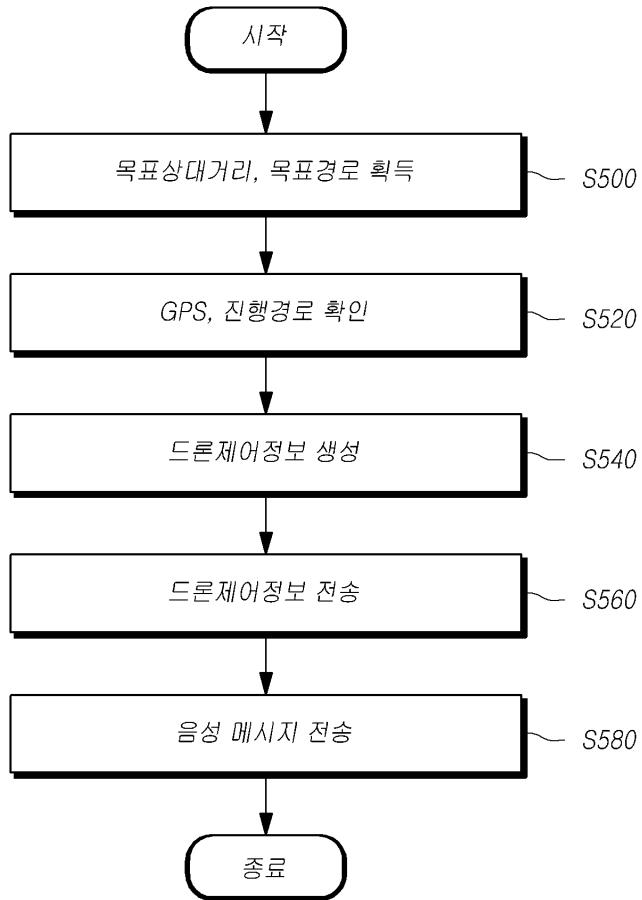 시작
목표상대거리, 목표경로 획득
S500
GPS, 진행경로 확인
S520
드론제어정보 생성
S540
드론제어정보 전송
S560
음성 메시지 전송
S580
종료